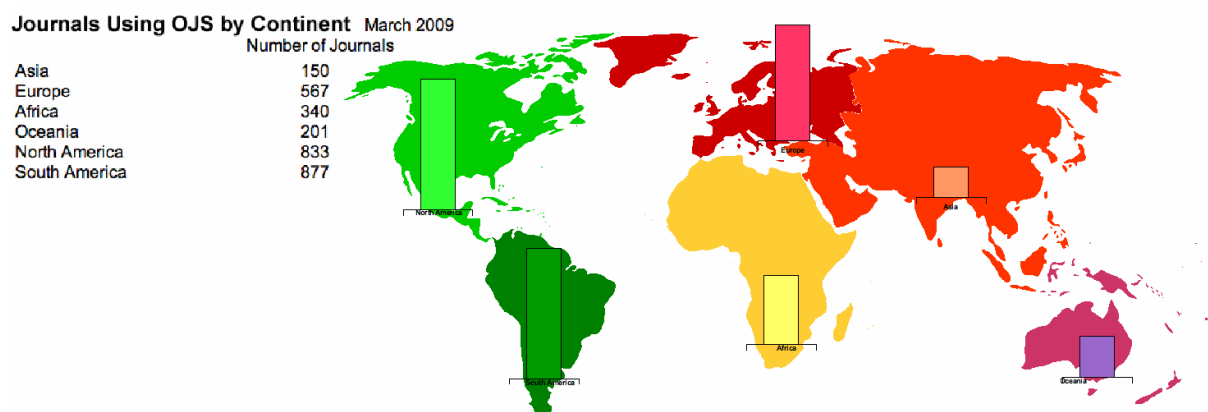 Journals Using OJS by Continent March 2009
Number of Journals
Asia 150
Europe 567
Africa 340
Oceania 201
North America 833
South America 877
Europe
Asia
North America
Africa
South America
Oceania